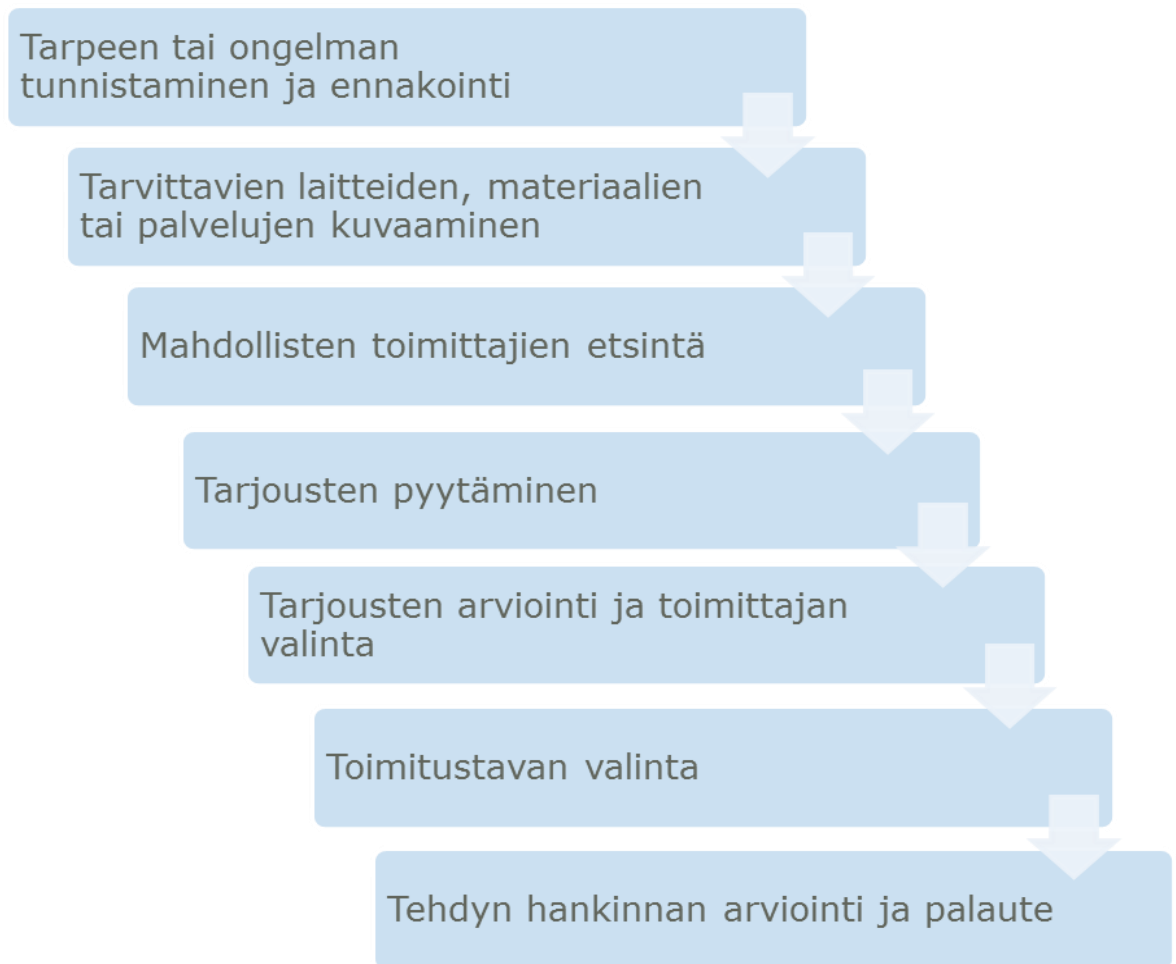 Tarpeen tai ongelman
tunnistaminen ja ennakointi
Tarvittavien laitteiden, materiaalien
tai palvelujen kuvaaminen
Mahdollisten toimittajien etsintä
Tarjousten pyytäminen
Tarjousten arviointi ja toimittajan
valinta
Toimitustavan valinta
Tehdyn hankinnan arviointi ja palaute